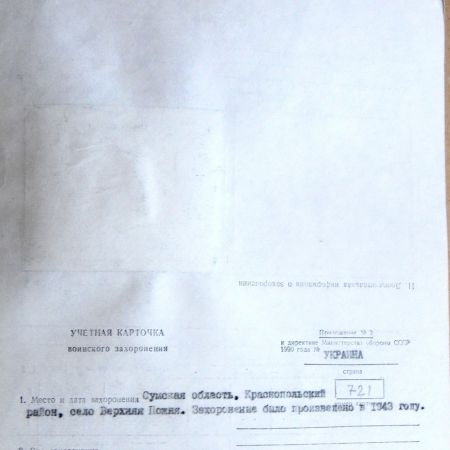 11. Дополнительная информация о захоронении
УЧЕТНАЯ КАРТОЧКА
воинского захоронения
Приложение № 3
к директиве Министерства обороны СССР
1990 года №
УКРАИНА
страна
721
1. Место и дата захоронения Сумская область, Краснопольский
район, село Верхняя Пожня. Захоронение было произведено в 1943 году.